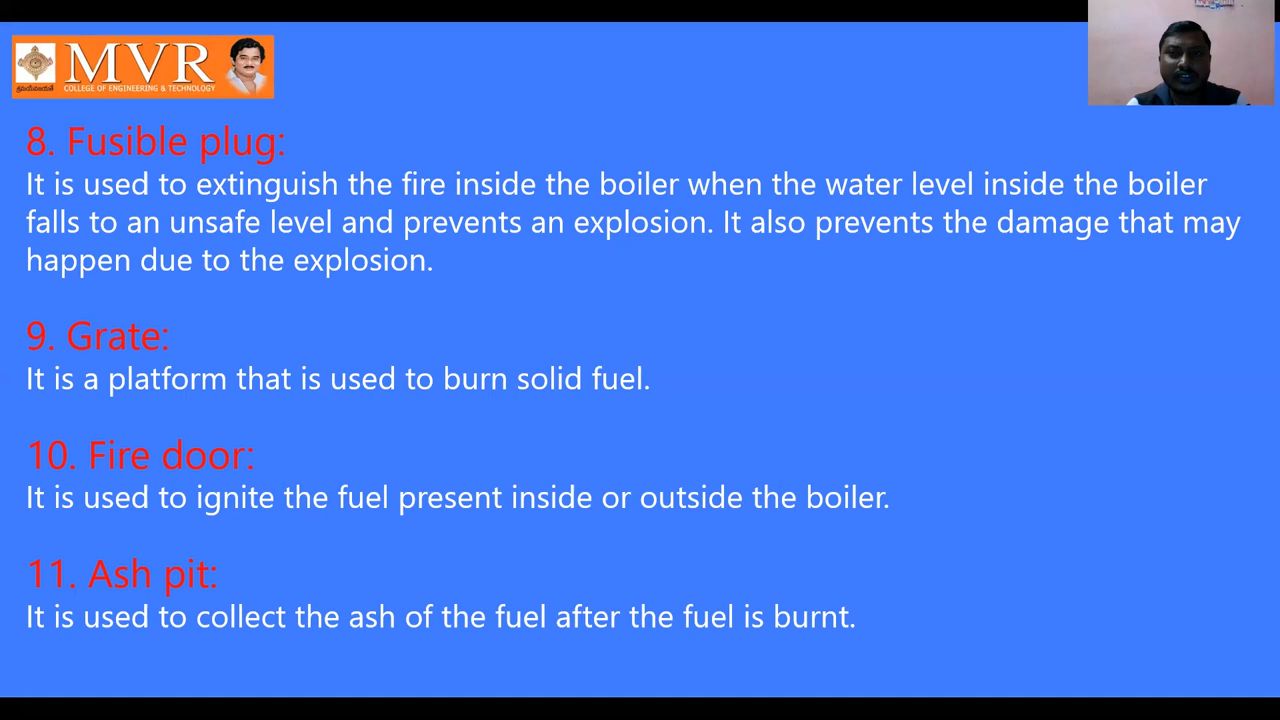 MVR
COLLEGE OF ENGINEERING & TECHNOLOGY
8. Fusible plug:
It is used to extinguish the fire inside the boiler when the water level inside the boiler
falls to an unsafe level and prevents an explosion. It also prevents the damage that may
happen due to the explosion.
9. Grate:
It is a platform that is used to burn solid fuel.
10. Fire door:
It is used to ignite the fuel present inside or outside the boiler.
11. Ash pit:
It is used to collect the ash of the fuel after the fuel is burnt.